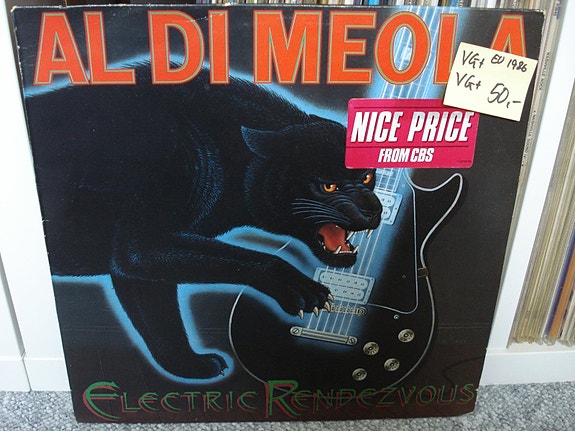 AL DI MEOLA
VG+ EU 1986
VG+ 50,-
NICE PRICE
FROM CBS
ELECTRIC RENDEZVOUS